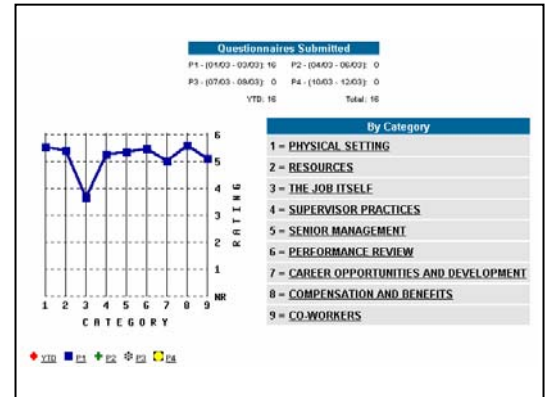 Questionnaires Submitted
P1 - (01/03 - 03/03): 16 P2 - (04/03 - 06/03): 0
P3 - (07/03 - 09/03): 0 P4 - (10/03 - 12/03): 0
YTD: 16 Total: 16
By Category
1 = PHYSICAL SETTING
2 = RESOURCES
3 = THE JOB ITSELF
4 = SUPERVISOR PRACTICES
5 = SENIOR MANAGEMENT
6 = PERFORMANCE REVIEW
7 = CAREER OPPORTUNITIES AND DEVELOPMENT
8 = COMPENSATION AND BENEFITS
9 = CO-WORKERS
6
5
4
3
2
1
NR
RATING
1 2 3 4 5 6 7 8 9
CATEGORY
YTD P1 P2 P3 P4